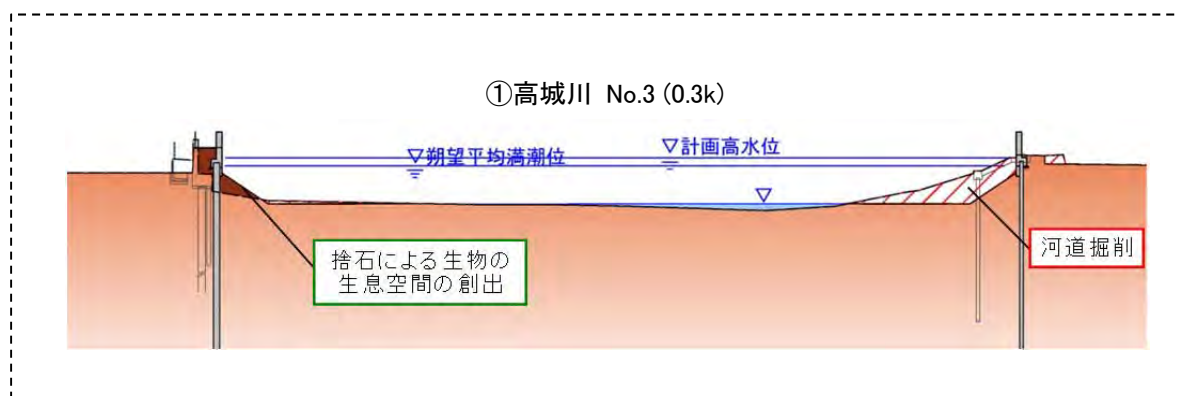 ①高城川 No.3 (0.3k)
▽朔望平均満潮位
▽計画高水位
▽
捨石による生物の
生息空間の創出
河道掘削